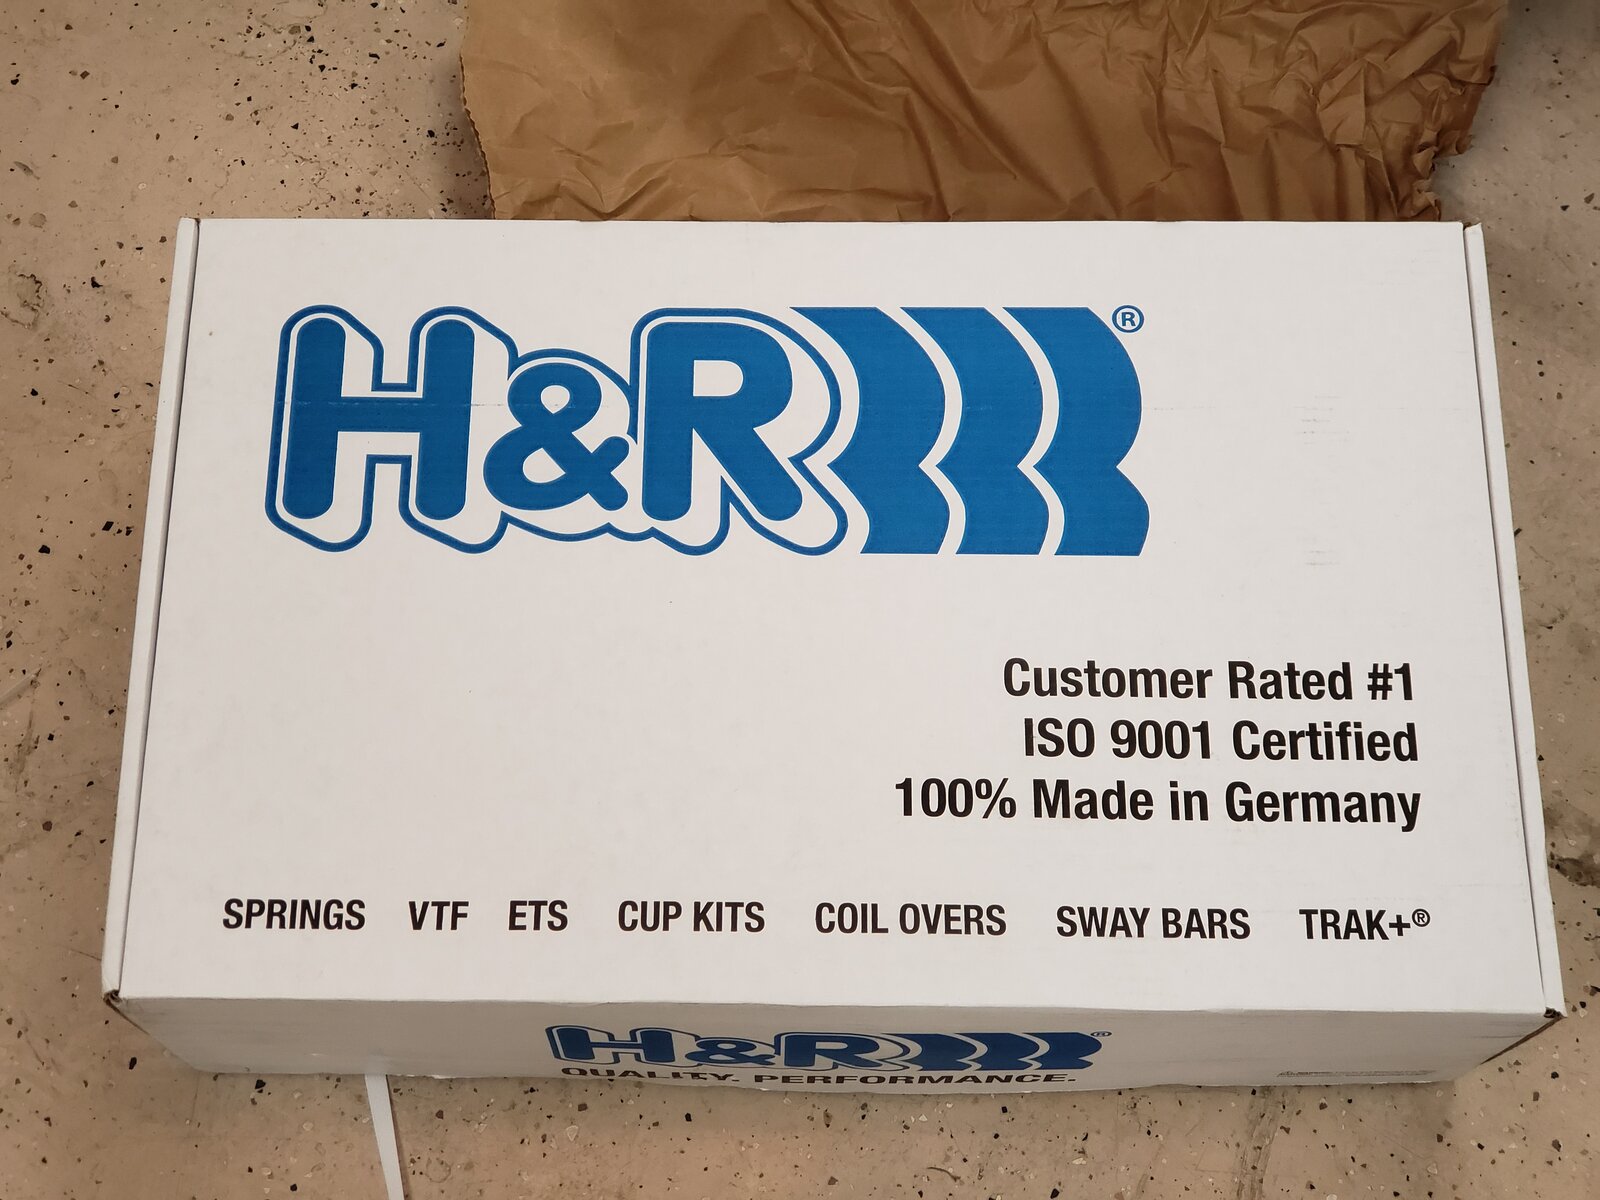 H&R®
Customer Rated #1
ISO 9001 Certified
100% Made in Germany
SPRINGS VTF ETS CUP KITS COIL OVERS SWAY BARS TRAK+®
H&R®
QUALITY. PERFORMANCE.